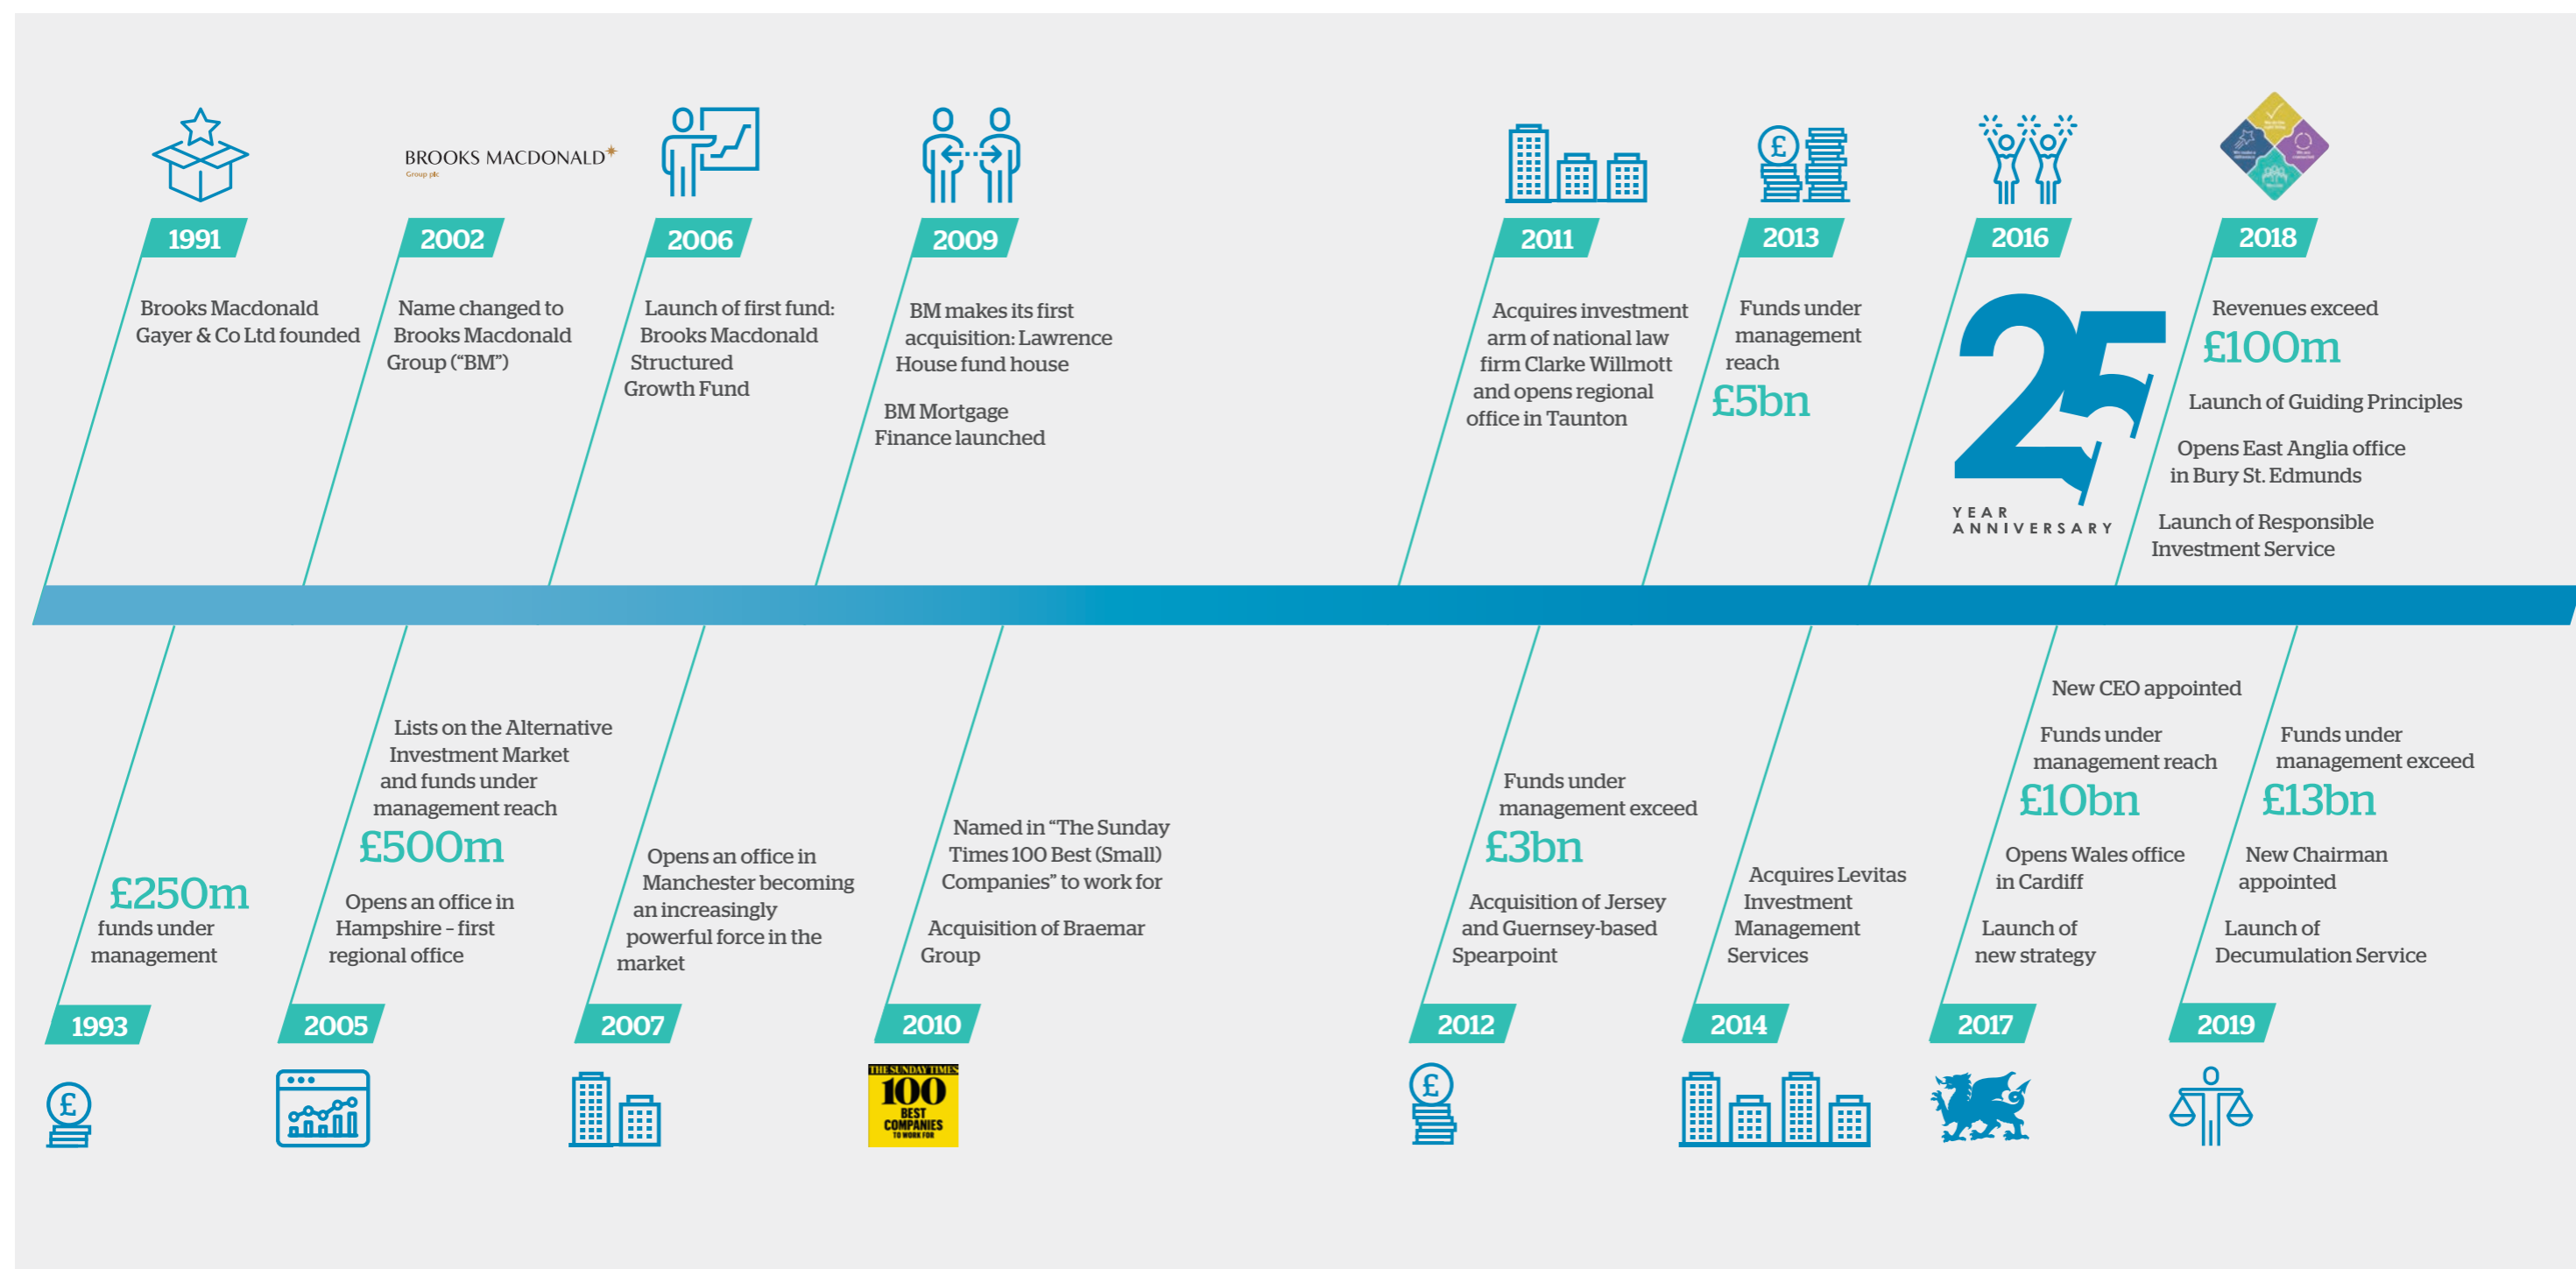 BROOKS MACDONALD
Group plc
1991
Brooks Macdonald
Gayer & Co Ltd founded
2002
Name changed to
Brooks Macdonald
Group (“BM”)
2006
Launch of first fund:
Brooks Macdonald
Structured
Growth Fund
2009
BM makes its first
acquisition: Lawrence
House fund house
BM Mortgage
Finance launched
£
2011
Acquires investment
arm of national law
firm Clarke Willmott
and opens regional
office in Taunton
2013
Funds under
management
reach
£5bn
2016
25
YEAR
ANNIVERSARY
2018
Revenues exceed
£100m
Launch of Guiding Principles
Opens East Anglia office
in Bury St. Edmunds
Launch of Responsible
Investment Service
£250m
funds under
management
1993
£
Lists on the Alternative
Investment Market
and funds under
management reach
£500m
Opens an office in
Hampshire – first
regional office
2005
Opens an office in
Manchester becoming
an increasingly
powerful force in the
market
2007
Named in “The Sunday
Times 100 Best (Small)
Companies” to work for
Acquisition of Braemar
Group
2010
THE SUNDAY TIMES
100
BEST
COMPANIES
TO WORK FOR
Funds under
management exceed
£3bn
Acquisition of Jersey
and Guernsey-based
Spearpoint
2012
£
Acquires Levitas
Investment
Management
Services
2014
New CEO appointed
Funds under
management reach
£10bn
Opens Wales office
in Cardiff
Launch of
new strategy
2017
Funds under
management exceed
£13bn
New Chairman
appointed
Launch of
Decumulation Service
2019